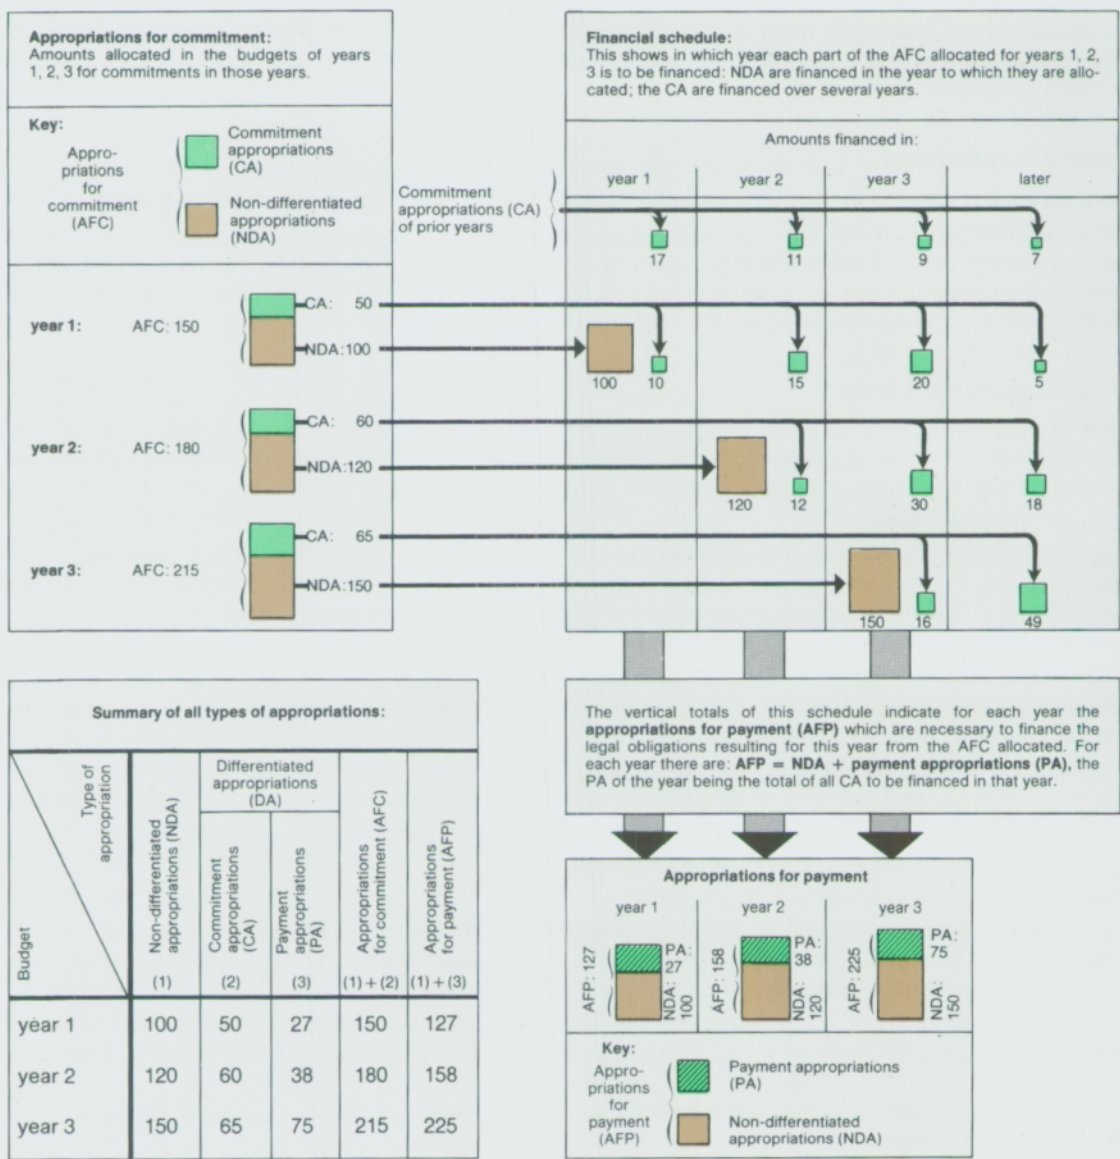 Appropriations for commitment:
Amounts allocated in the budgets of years
1, 2, 3 for commitments in those years.
Key:
Appro-
priations
for
commitment
(AFC)
Commitment
appropriations
(CA)
Non-differentiated
appropriations
(NDA)
Financial schedule:
This shows in which year each part of the AFC allocated for years 1, 2,
3 is to be financed: NDA are financed in the year to which they are allo-
cated; the CA are financed over several years.
Amounts financed in:
year 1 year 2 year 3 later
Commitment
appropriations (CA)
of prior years
17 11 9 7
year 1: AFC: 150
CA: 50
NDA: 100
100 10 15 20 5
year 2: AFC: 180
CA: 60
NDA: 120
120 12 30 18
year 3: AFC: 215
CA: 65
NDA: 150
150 16 49
Summary of all types of appropriations:
Type of
appropriation
Budget
Non-differentiated
appropriations (NDA)
(1)
Differentiated
appropriations
(DA)
Commitment
appropriations
(CA)
(2)
Payment
appropriations
(PA)
(3)
Appropriations
for commitment (AFC)
(1) + (2)
Appropriations
for payment (AFP)
(1) + (3)
year 1 100 50 27 150 127
year 2 120 60 38 180 158
year 3 150 65 75 215 225
The vertical totals of this schedule indicate for each year the
appropriations for payment (AFP) which are necessary to finance the
legal obligations resulting for this year from the AFC allocated. For
each year there are: AFP = NDA + payment appropriations (PA), the
PA of the year being the total of all CA to be financed in that year.
Appropriations for payment
year 1 year 2 year 3
AFP: 127
PA:
27
NDA:
100
AFP: 158
PA:
38
NDA:
120
AFP: 225
PA:
75
NDA:
150
Key:
Appro-
priations
for
payment
(AFP)
Payment appropriations
(PA)
Non-differentiated
appropriations (NDA)